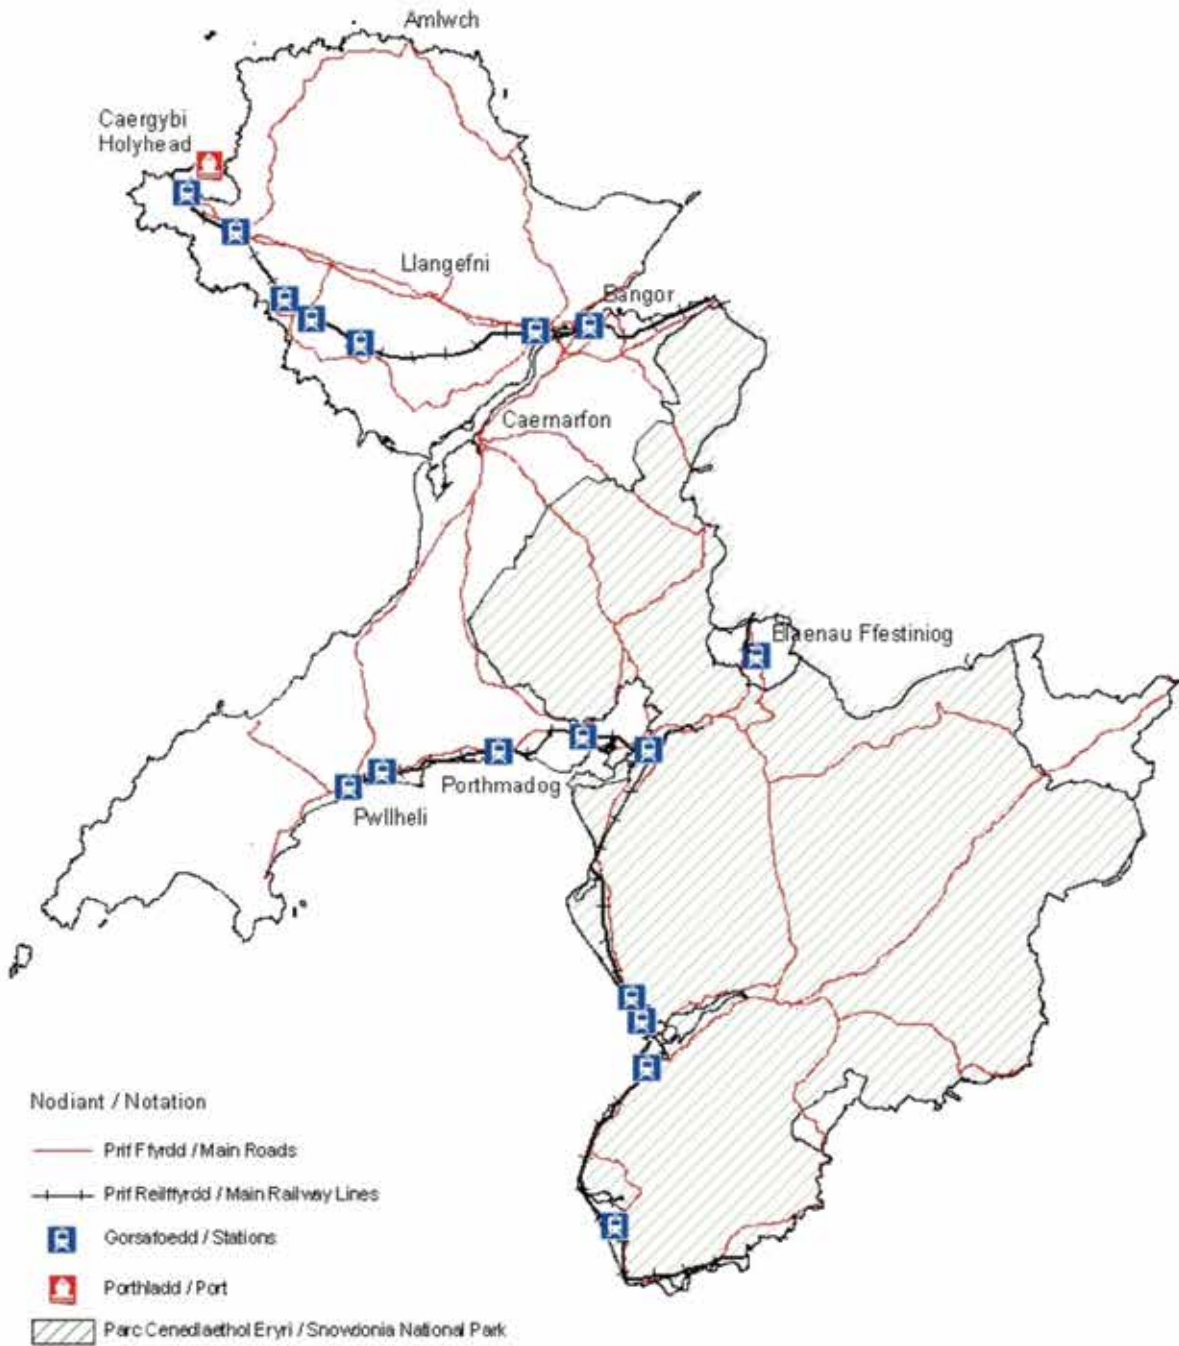 Amlwch
Caergybi
Holyhead
Llangefni
Bangor
Caernarfon
Blaenau Ffestiniog
Porthmadog
Pwllheli
Nodiant / Notation
Prif Ffyrdd / Main Roads
Prif Reilffyrdd / Main Railway Lines
Gorsafoedd / Stations
Porthladd / Port
Parc Cenedlaethol Eryri / Snowdonia National Park